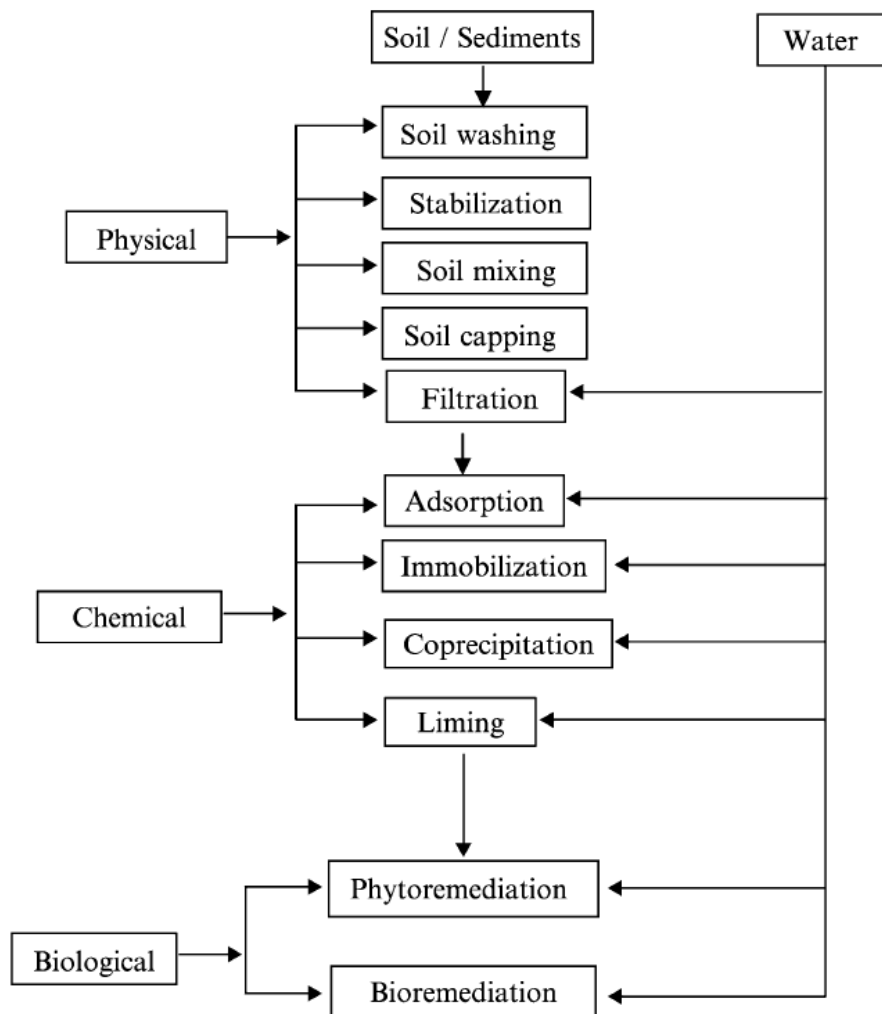 Soil / Sediments
Water
Soil washing
Stabilization
Physical
Soil mixing
Soil capping
Filtration
Adsorption
Immobilization
Chemical
Coprecipitation
Liming
Phytoremediation
Biological
Bioremediation